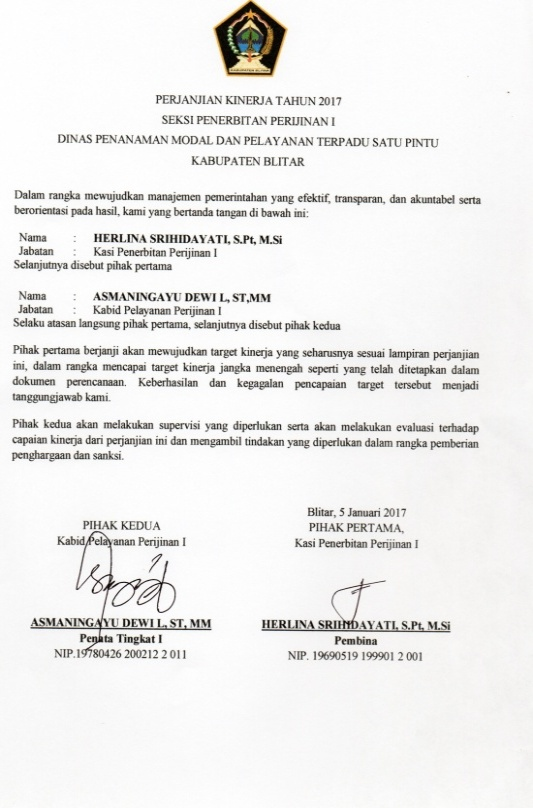 KABUPATEN BLITAR
PERJANJIAN KINERJA TAHUN 2017
SEKSI PENERBITAN PERIJINAN I
DINAS PENANAMAN MODAL DAN PELAYANAN TERPADU SATU PINTU
KABUPATEN BLITAR
Dalam rangka mewujudkan manajemen pemerintahan yang efektif, transparan, dan akuntabel serta
berorientasi pada hasil, kami yang bertanda tangan di bawah ini:
Nama : HERLINA SRIHIDAYATI, S.Pt, M.Si
Jabatan : Kasi Penerbitan Perijinan I
Selanjutnya disebut pihak pertama
Nama : ASMANINGAYU DEWI L, ST,MM
Jabatan : Kabid Pelayanan Perijinan I
Selaku atasan langsung pihak pertama, selanjutnya disebut pihak kedua
Pihak pertama berjanji akan mewujudkan target kinerja yang seharusnya sesuai lampiran perjanjian
ini, dalam rangka mencapai target kinerja jangka menengah seperti yang telah ditetapkan dalam
dokumen perencanaan. Keberhasilan dan kegagalan pencapaian target tersebut menjadi
tanggungjawab kami.
Pihak kedua akan melakukan supervisi yang diperlukan serta akan melakukan evaluasi terhadap
capaian kinerja dari perjanjian ini dan mengambil tindakan yang diperlukan dalam rangka pemberian
penghargaan dan sanksi.
Blitar, 5 Januari 2017
PIHAK KEDUA
Kabid Pelayanan Perijinan I
PIHAK PERTAMA,
Kasi Penerbitan Perijinan I
ASMANINGAYU DEWI L, ST, MM
Penata Tingkat I
NIP.19780426 200212 2 011
HERLINA SRIHIDAYATI, S.Pt, M.Si
Pembina
NIP. 19690519 199901 2 001